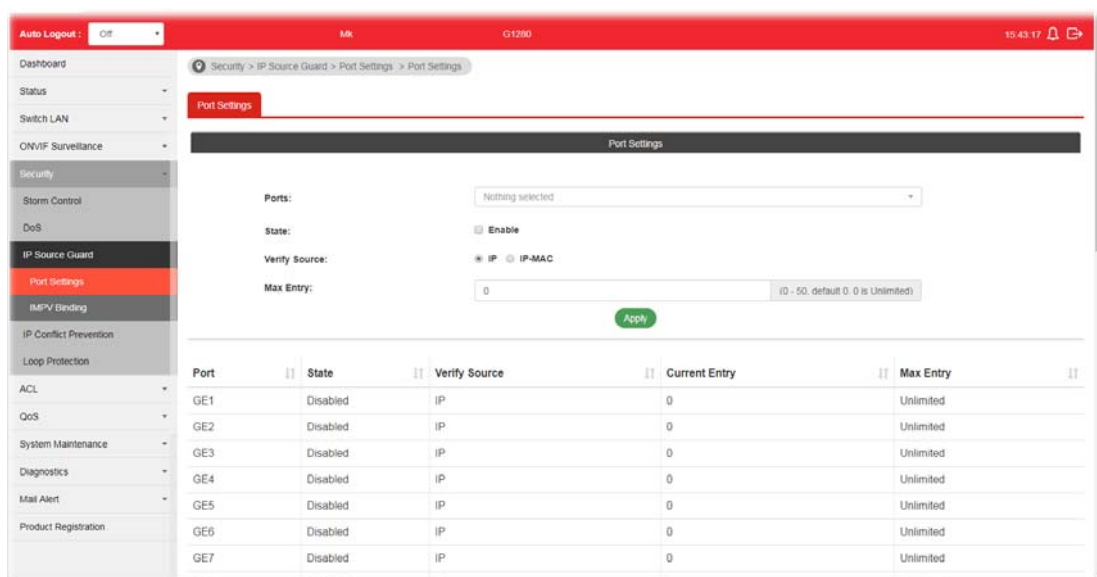 Auto Logout : Off Mk G1280 15:43:17
Dashboard
Status
Switch LAN
ONVIF Surveillance
Security
Storm Control
DoS
IP Source Guard
Port Settings
IMPV Binding
IP Conflict Prevention
Loop Protection
ACL
QoS
System Maintenance
Diagnostics
Mail Alert
Product Registration
Security > IP Source Guard > Port Settings > Port Settings
Port Settings
Port Settings
Ports: Nothing selected
State: Enable
Verify Source: IP IP-MAC
Max Entry: 0 (0 - 50, default 0, 0 is Unlimited)
Apply
Port State Verify Source Current Entry Max Entry
GE1 Disabled IP 0 Unlimited
GE2 Disabled IP 0 Unlimited
GE3 Disabled IP 0 Unlimited
GE4 Disabled IP 0 Unlimited
GE5 Disabled IP 0 Unlimited
GE6 Disabled IP 0 Unlimited
GE7 Disabled IP 0 Unlimited